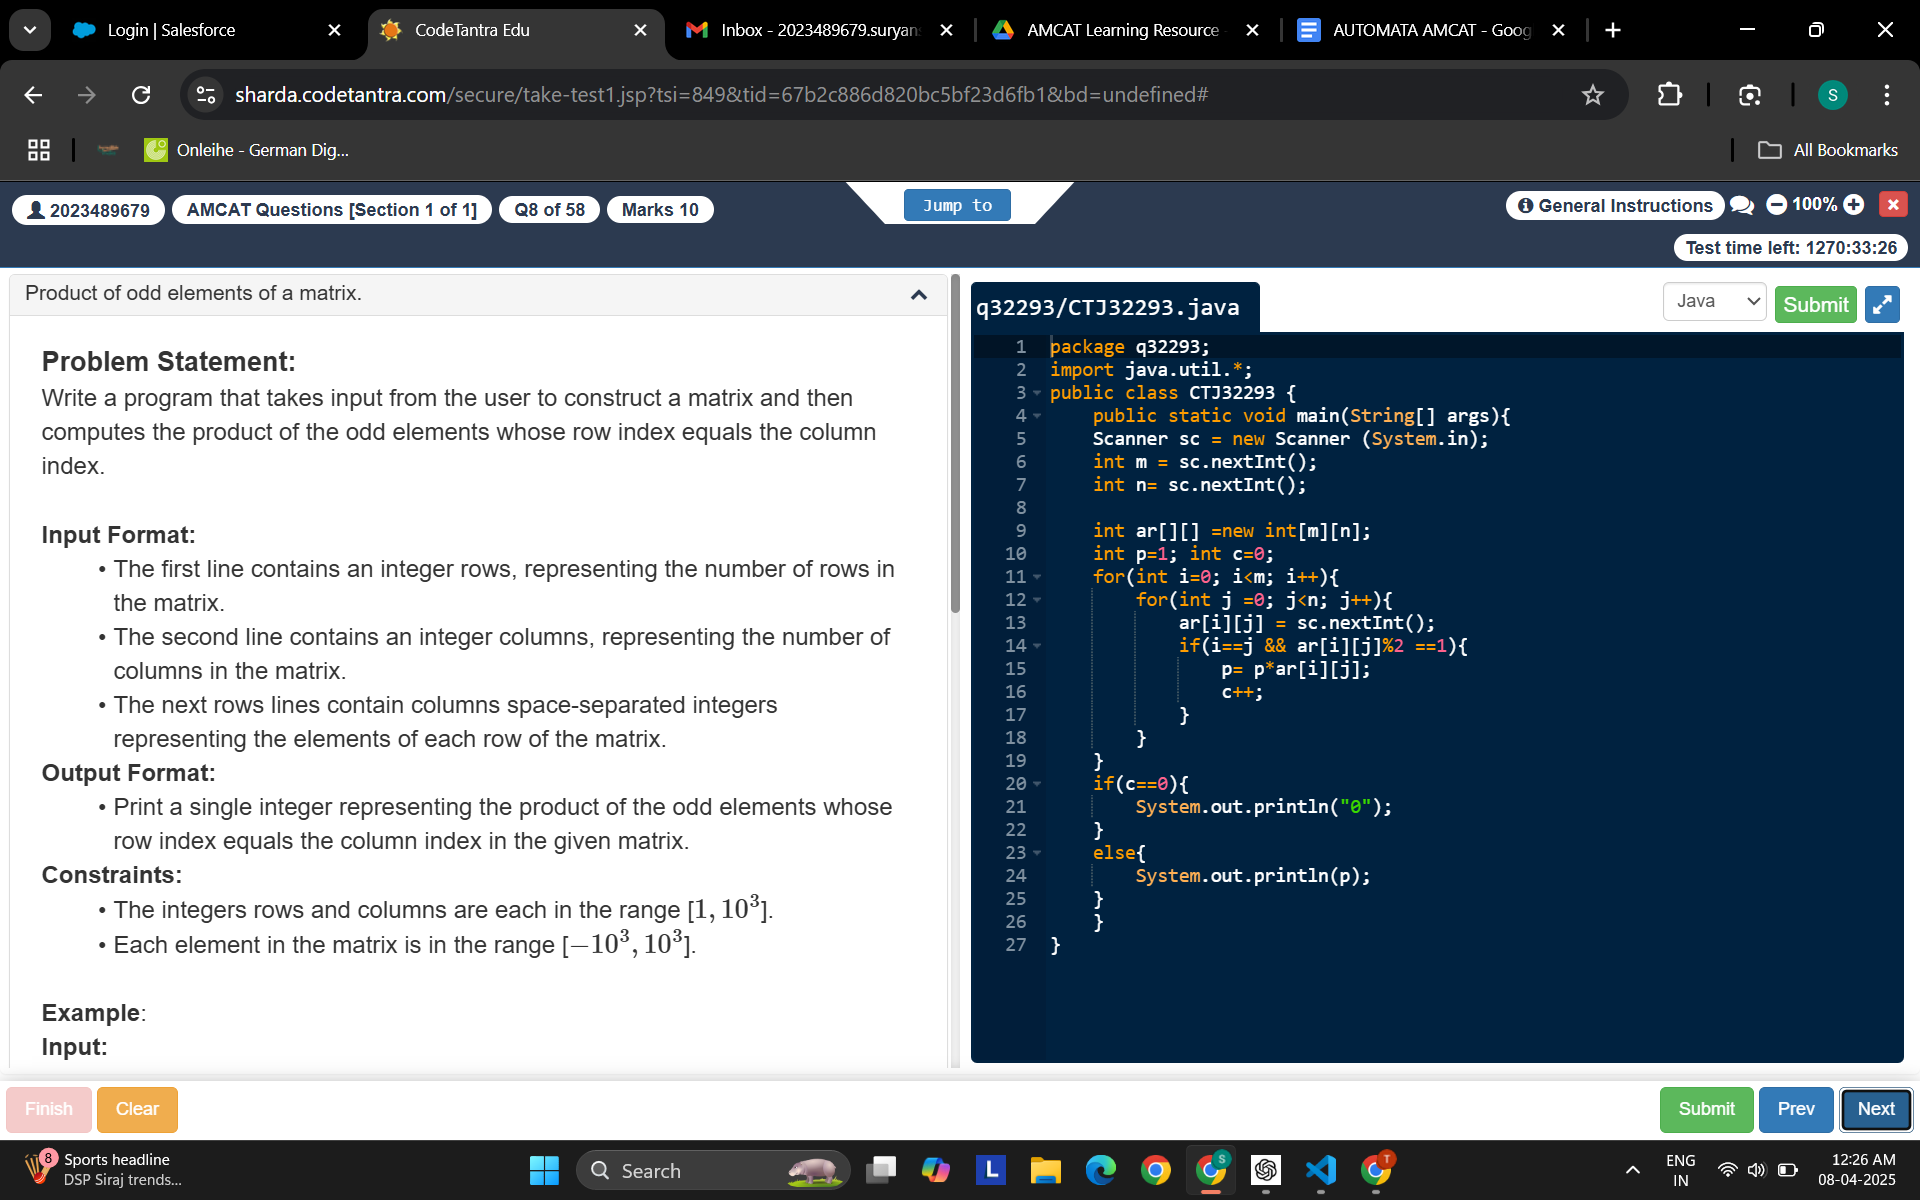 Login | Salesforce
CodeTantra Edu
Inbox - 2023489679.suryan
AMCAT Learning Resource
AUTOMATA AMCAT - Goog
sharda.codetantra.com/secure/take-test1.jsp?tsi=849&tid=67b2c886d820bc5bf23d6fb1&bd=undefined#
S
Onleihe - German Dig...
All Bookmarks
2023489679
AMCAT Questions [Section 1 of 1]
Q8 of 58
Marks 10
Jump to
General Instructions
100%
Test time left: 1270:33:26
Product of odd elements of a matrix.
Problem Statement:
Write a program that takes input from the user to construct a matrix and then
computes the product of the odd elements whose row index equals the column
index.
Input Format:
• The first line contains an integer rows, representing the number of rows in
the matrix.
• The second line contains an integer columns, representing the number of
columns in the matrix.
• The next rows lines contain columns space-separated integers
representing the elements of each row of the matrix.
Output Format:
• Print a single integer representing the product of the odd elements whose
row index equals the column index in the given matrix.
Constraints:
• The integers rows and columns are each in the range [1, 10³].
• Each element in the matrix is in the range [−10³, 10³].
Example:
Input:
q32293/CTJ32293.java
Java
Submit
1 package q32293;
2 import java.util.*;
3 public class CTJ32293 {
4 public static void main(String[] args){
5 Scanner sc = new Scanner (System.in);
6 int m = sc.nextInt();
7 int n= sc.nextInt();
8
9 int ar[][] =new int[m][n];
10 int p=1; int c=0;
11 for(int i=0; i<m; i++){
12 for(int j =0; j<n; j++){
13 ar[i][j] = sc.nextInt();
14 if(i==j && ar[i][j]%2 ==1){
15 p= p*ar[i][j];
16 c++;
17 }
18 }
19 }
20 if(c==0){
21 System.out.println("0");
22 }
23 else{
24 System.out.println(p);
25 }
26 }
27 }
Finish
Clear
Submit
Prev
Next
8
Sports headline
DSP Siraj trends...
Search
L
S
T
ENG
IN
12:26 AM
08-04-2025